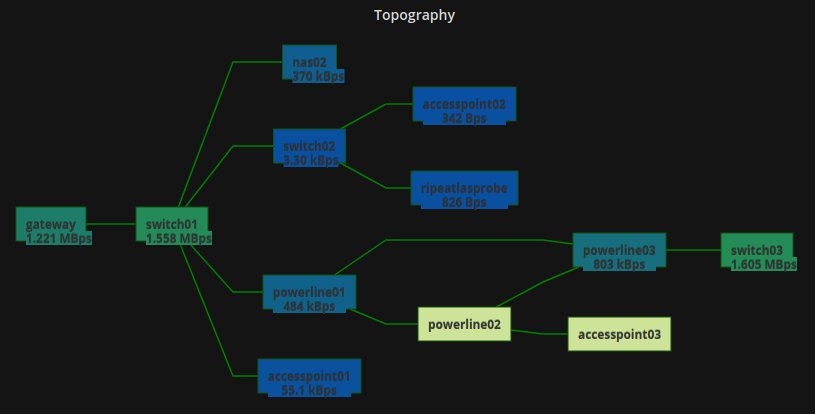 Topography
nas02
370 kBps
accesspoint02
342 Bps
switch02
3.30 kBps
ripeatlasprobe
826 Bps
gateway
1.221 MBps
switch01
1.558 MBps
powerline03
803 kBps
switch03
1.605 MBps
powerline01
484 kBps
powerline02
accesspoint03
accesspoint01
55.1 kBps